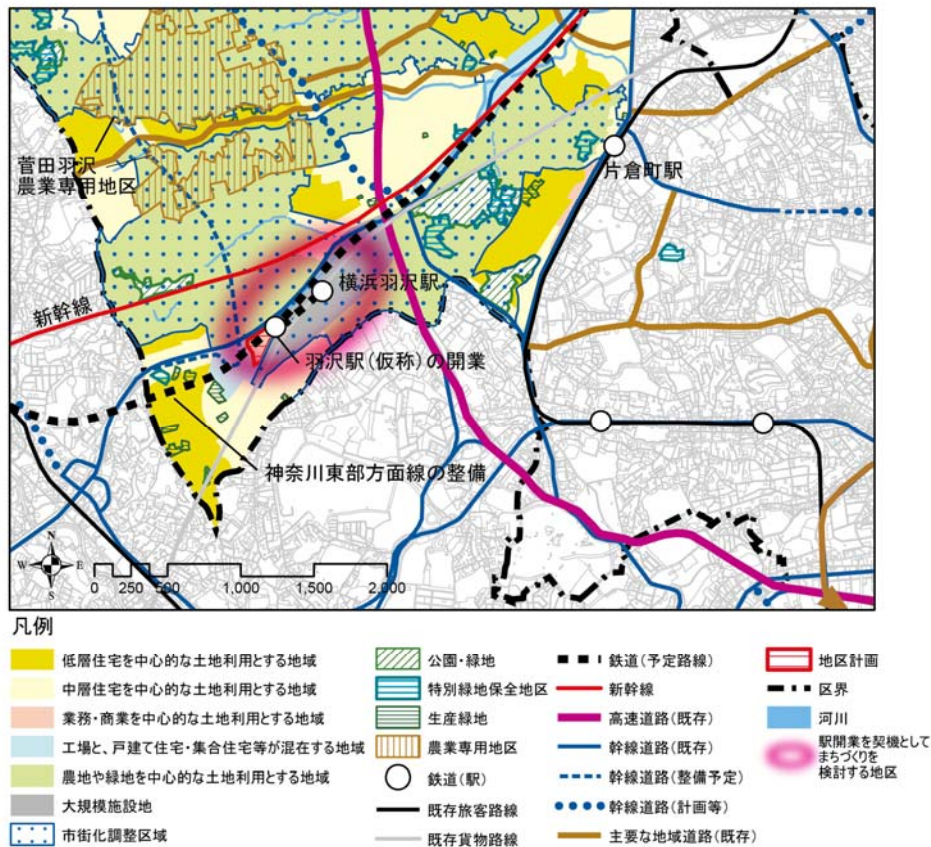 菅田羽沢
農業専用地区
片倉町駅
横浜羽沢駅
新幹線
羽沢駅(仮称)の開業
神奈川東部方面線の整備
N
W
E
S
0 250 500 1,000 1,500 2,000
凡例
低層住宅を中心的な土地利用とする地域
中層住宅を中心的な土地利用とする地域
業務・商業を中心的な土地利用とする地域
工場と、戸建て住宅・集合住宅等が混在する地域
農地や緑地を中心的な土地利用とする地域
大規模施設地
市街化調整区域
公園・緑地
特別緑地保全地区
生産緑地
農業専用地区
鉄道(駅)
既存旅客路線
既存貨物路線
鉄道(予定路線)
新幹線
高速道路(既存)
幹線道路(既存)
幹線道路(整備予定)
幹線道路(計画等)
主要な地域道路(既存)
地区計画
区界
河川
駅開業を契機として
まちづくりを
検討する地区